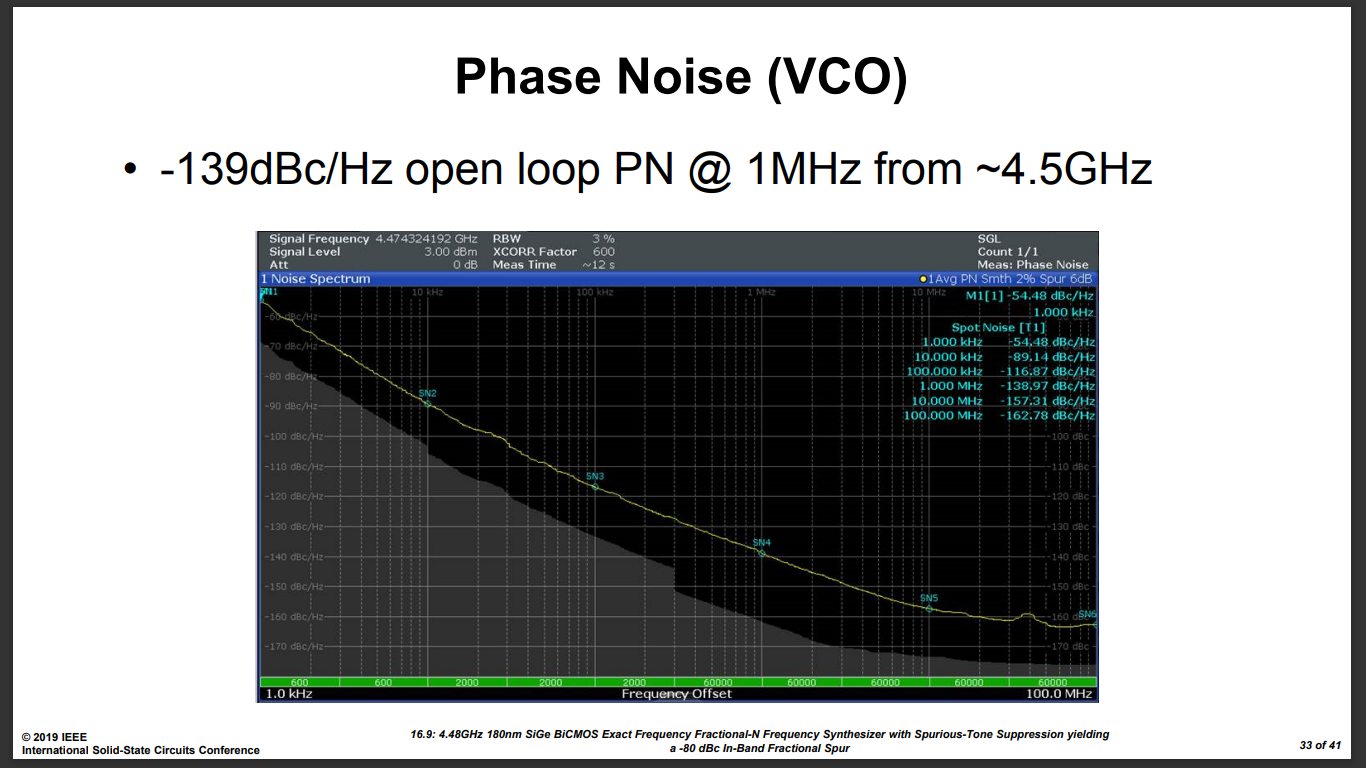 Phase Noise (VCO)
• -139dBc/Hz open loop PN @ 1MHz from ~4.5GHz
Signal Frequency 4.474324192 GHz RBW 3 % SGL
Signal Level 3.00 dBm XCORR Factor 600 Count 1/1
Att 0 dB Meas Time ~12 s Meas: Phase Noise
1 Noise Spectrum 1Avg PN Smth 2% Spur 6dB
10 kHz 100 kHz 1 MHz 10 MHz
M1[1] -54.48 dBc/Hz
1.000 kHz
Spot Noise [T1]
1.000 kHz -54.48 dBc/Hz
10.000 kHz -89.14 dBc/Hz
100.000 kHz -116.87 dBc/Hz
1.000 MHz -138.97 dBc/Hz
10.000 MHz -157.31 dBc/Hz
100.000 MHz -162.78 dBc/Hz
-60 dBc/Hz
-70 dBc/Hz
-80 dBc/Hz
SN2
-90 dBc/Hz
-100 dBc/Hz -100 dBc
-110 dBc/Hz -110 dBc
SN3
-120 dBc/Hz -120 dBc
-130 dBc/Hz -130 dBc
SN4
-140 dBc/Hz -140 dBc
-150 dBc/Hz -150 dBc
SN5
-160 dBc/Hz -160 dBc SN6
-170 dBc/Hz -170 dBc
600 600 2000 2000 2000 60000 60000 60000 60000 60000
1.0 kHz Frequency Offset 100.0 MHz
© 2019 IEEE
International Solid-State Circuits Conference
16.9: 4.48GHz 180nm SiGe BiCMOS Exact Frequency Fractional-N Frequency Synthesizer with Spurious-Tone Suppression yielding
a -80 dBc In-Band Fractional Spur
33 of 41